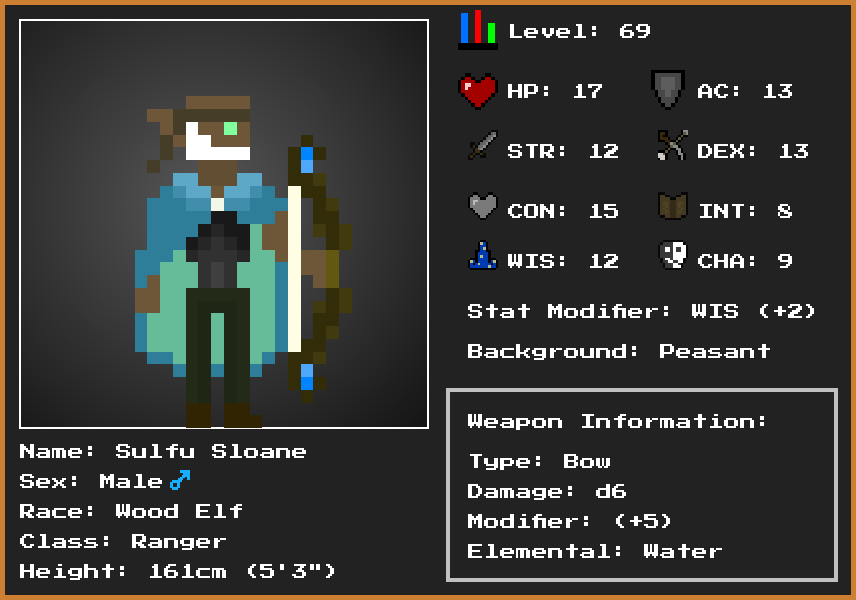 Level: 69
HP: 17 AC: 13
STR: 12 DEX: 13
CON: 15 INT: 8
WIS: 12 CHA: 9
Stat Modifier: WIS (+2)
Background: Peasant
Weapon Information:
Type: Bow
Damage: d6
Modifier: (+5)
Elemental: Water
Name: Sulfu Sloane
Sex: Male♂
Race: Wood Elf
Class: Ranger
Height: 161cm (5'3")